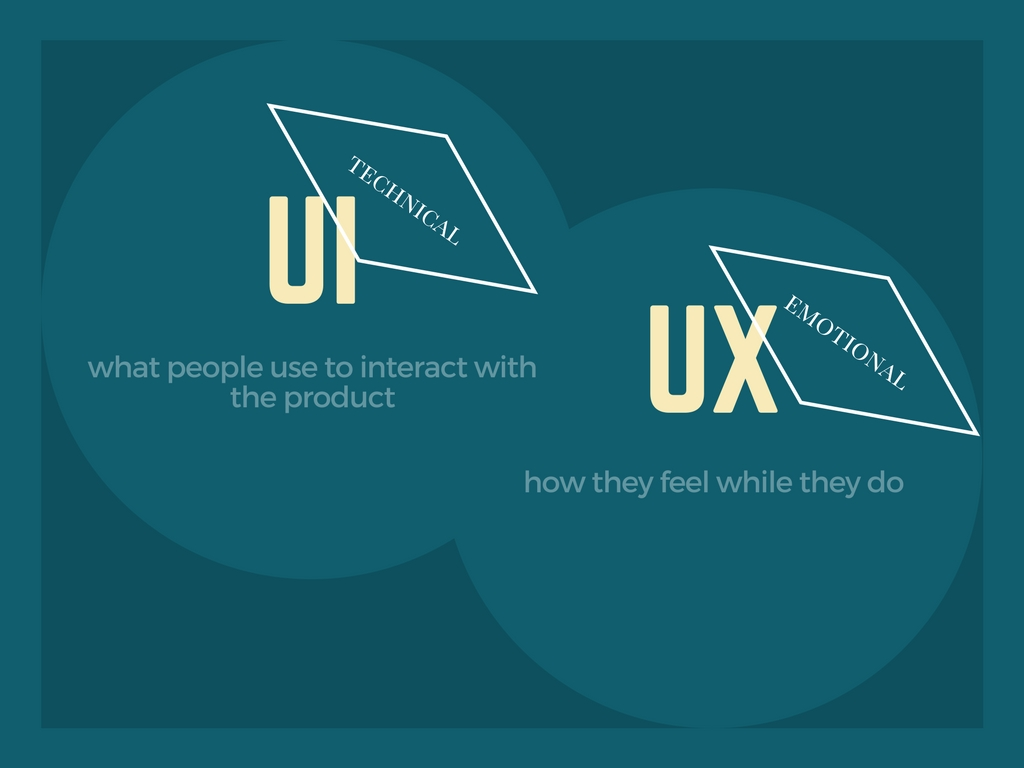 TECHNICAL
UI
what people use to interact with
the product
EMOTIONAL
UX
how they feel while they do